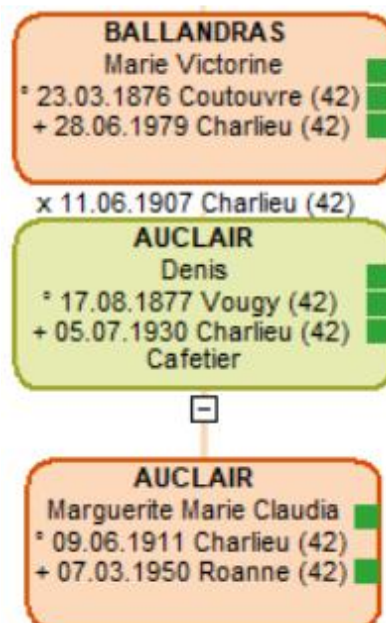 BALLANDRAS
Marie Victorine
° 23.03.1876 Coutouvre (42)
+ 28.06.1979 Charlieu (42)
x 11.06.1907 Charlieu (42)
AUCLAIR
Denis
° 17.08.1877 Vougy (42)
+ 05.07.1930 Charlieu (42)
Cafetier
AUCLAIR
Marguerite Marie Claudia
° 09.06.1911 Charlieu (42)
+ 07.03.1950 Roanne (42)